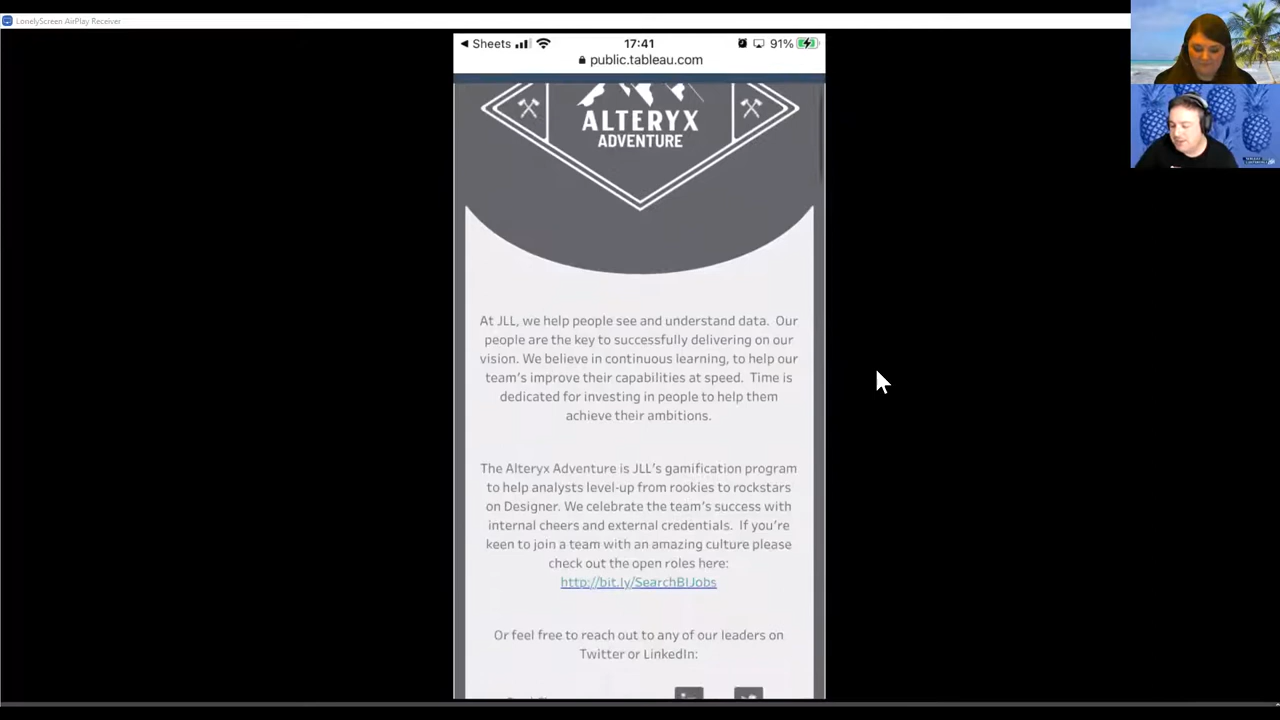 LonelyScreen AirPlay Receiver
Sheets
17:41
91%
public.tableau.com
ALTERYX
ADVENTURE
At JLL, we help people see and understand data. Our
people are the key to successfully delivering on our
vision. We believe in continuous learning, to help our
team's improve their capabilities at speed. Time is
dedicated for investing in people to help them
achieve their ambitions.
The Alteryx Adventure is JLL's gamification program
to help analysts level-up from rookies to rockstars
on Designer. We celebrate the team's success with
internal cheers and external credentials. If you're
keen to join a team with an amazing culture please
check out the open roles here:
http://bit.ly/SearchBIJobs
Or feel free to reach out to any of our leaders on
Twitter or LinkedIn: